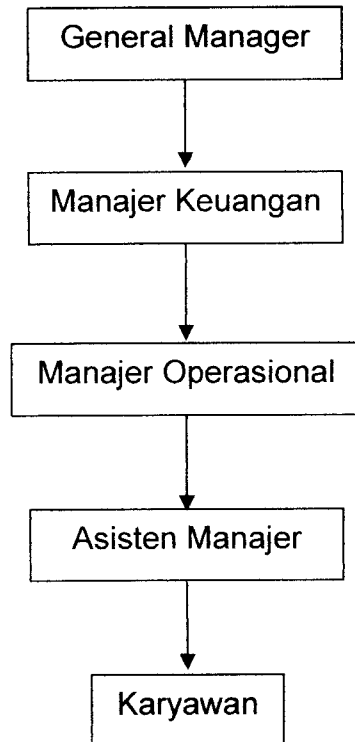 General Manager
Manajer Keuangan
Manajer Operasional
Asisten Manajer
Karyawan